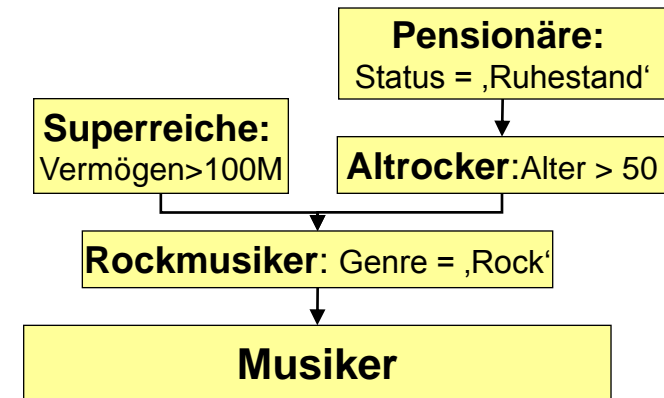 Pensionäre:
Status = ‚Ruhestand‘
Superreiche:
Vermögen>100M
Altrocker:Alter > 50
Rockmusiker: Genre = ‚Rock‘
Musiker